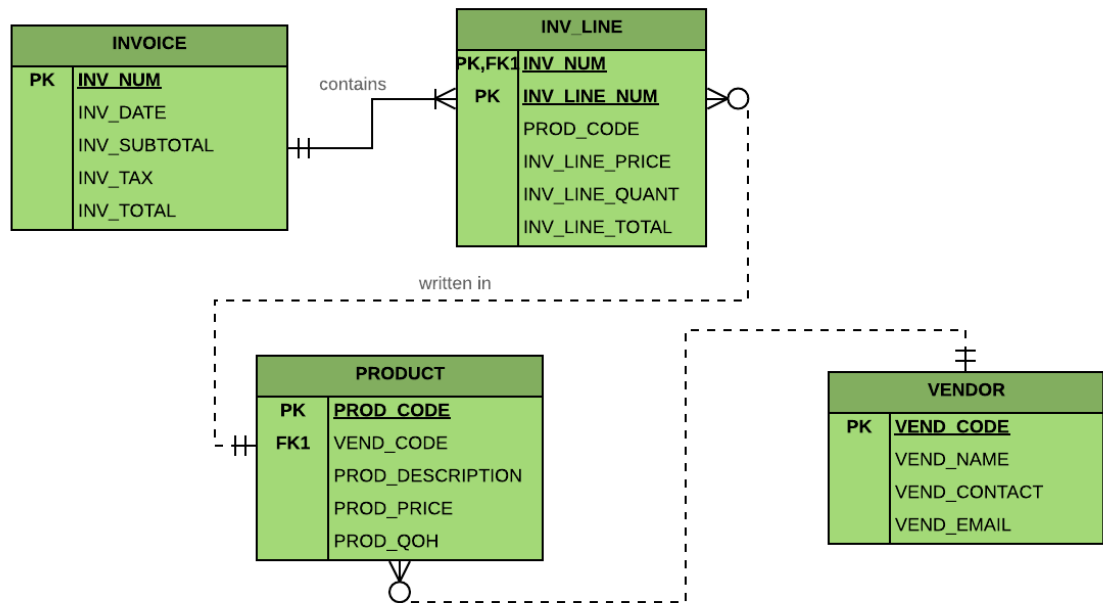 INVOICE
PK INV_NUM
INV_DATE
INV_SUBTOTAL
INV_TAX
INV_TOTAL
contains
INV_LINE
PK,FK1 INV_NUM
PK INV_LINE_NUM
PROD_CODE
INV_LINE_PRICE
INV_LINE_QUANT
INV_LINE_TOTAL
written in
PRODUCT
PK PROD_CODE
FK1 VEND_CODE
PROD_DESCRIPTION
PROD_PRICE
PROD_QOH
VENDOR
PK VEND_CODE
VEND_NAME
VEND_CONTACT
VEND_EMAIL